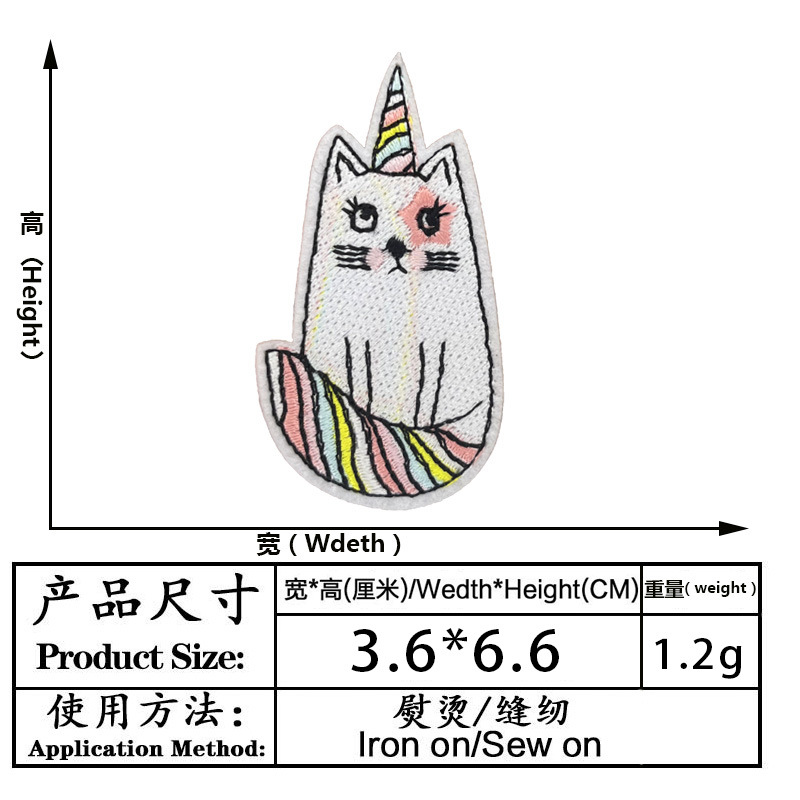 高（Height）
宽（Wdeth）
产品尺寸
Product Size:
宽*高(厘米)/Wedth*Height(CM)
重量( weight )
3.6*6.6
1.2g
使用方法：
Application Method:
熨烫/缝纫
Iron on/Sew on